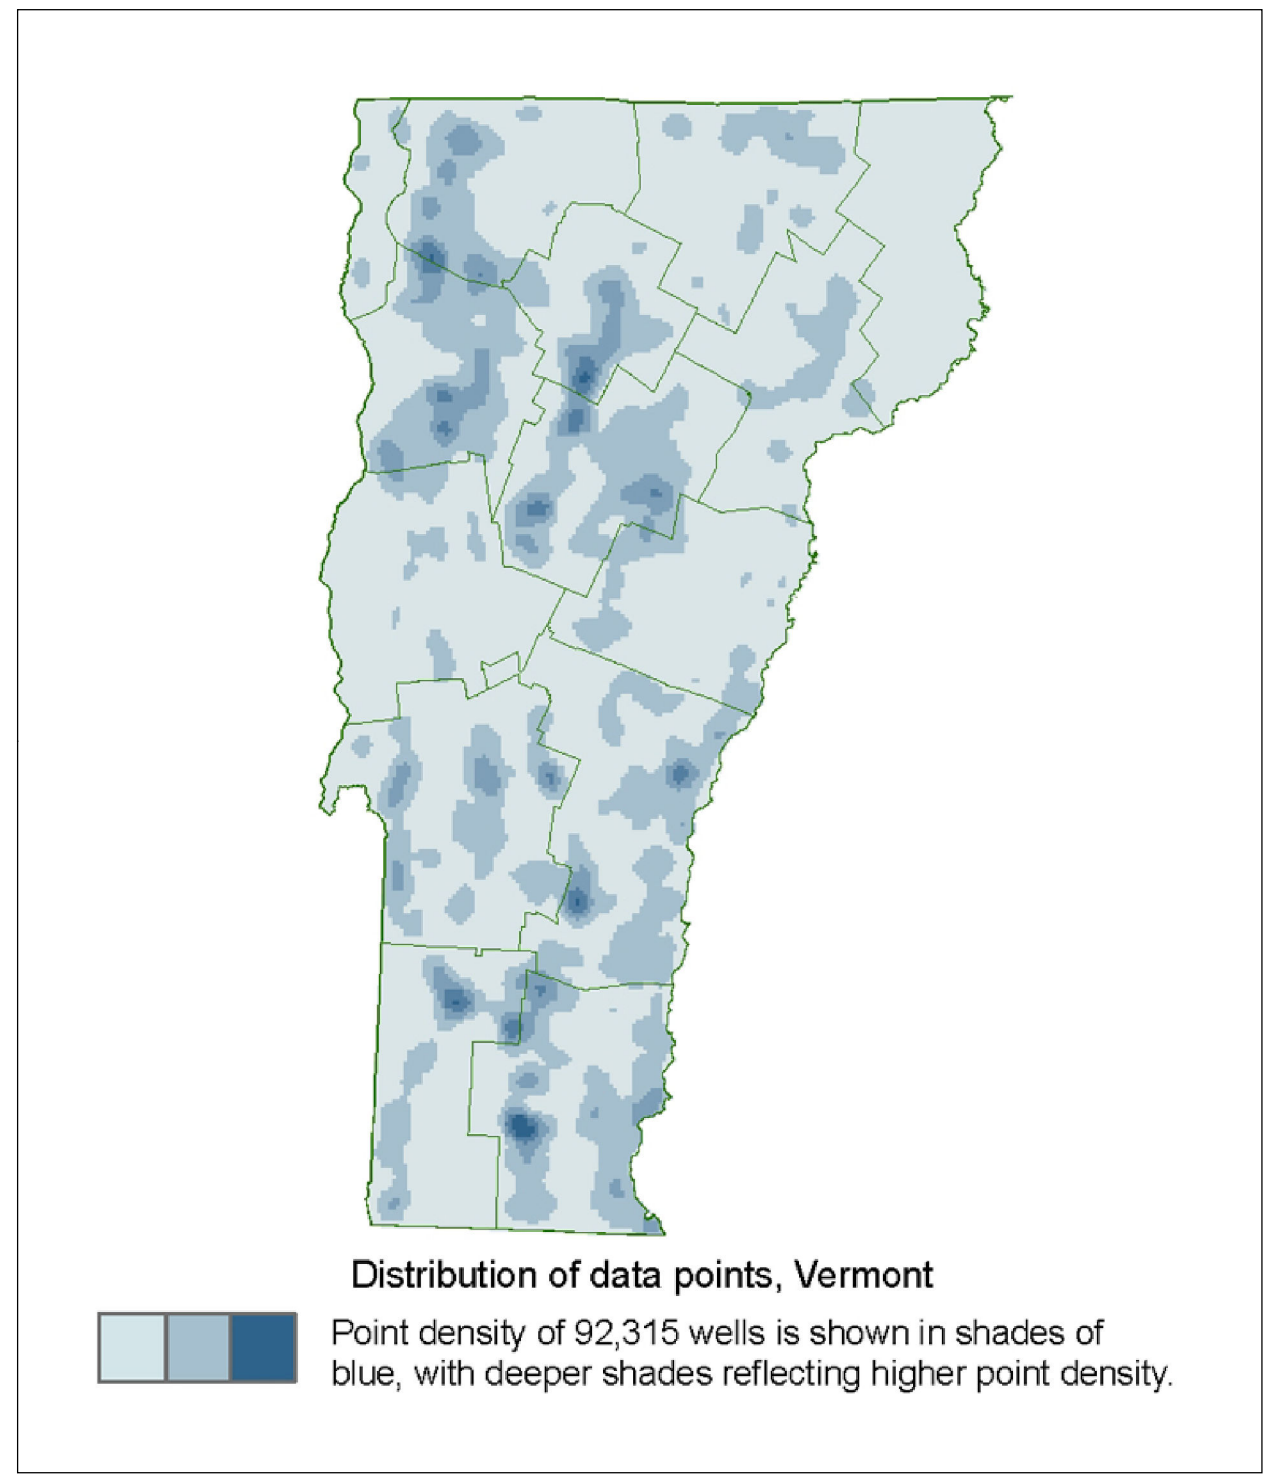 Distribution of data points, Vermont
Point density of 92,315 wells is shown in shades of
blue, with deeper shades reflecting higher point density.